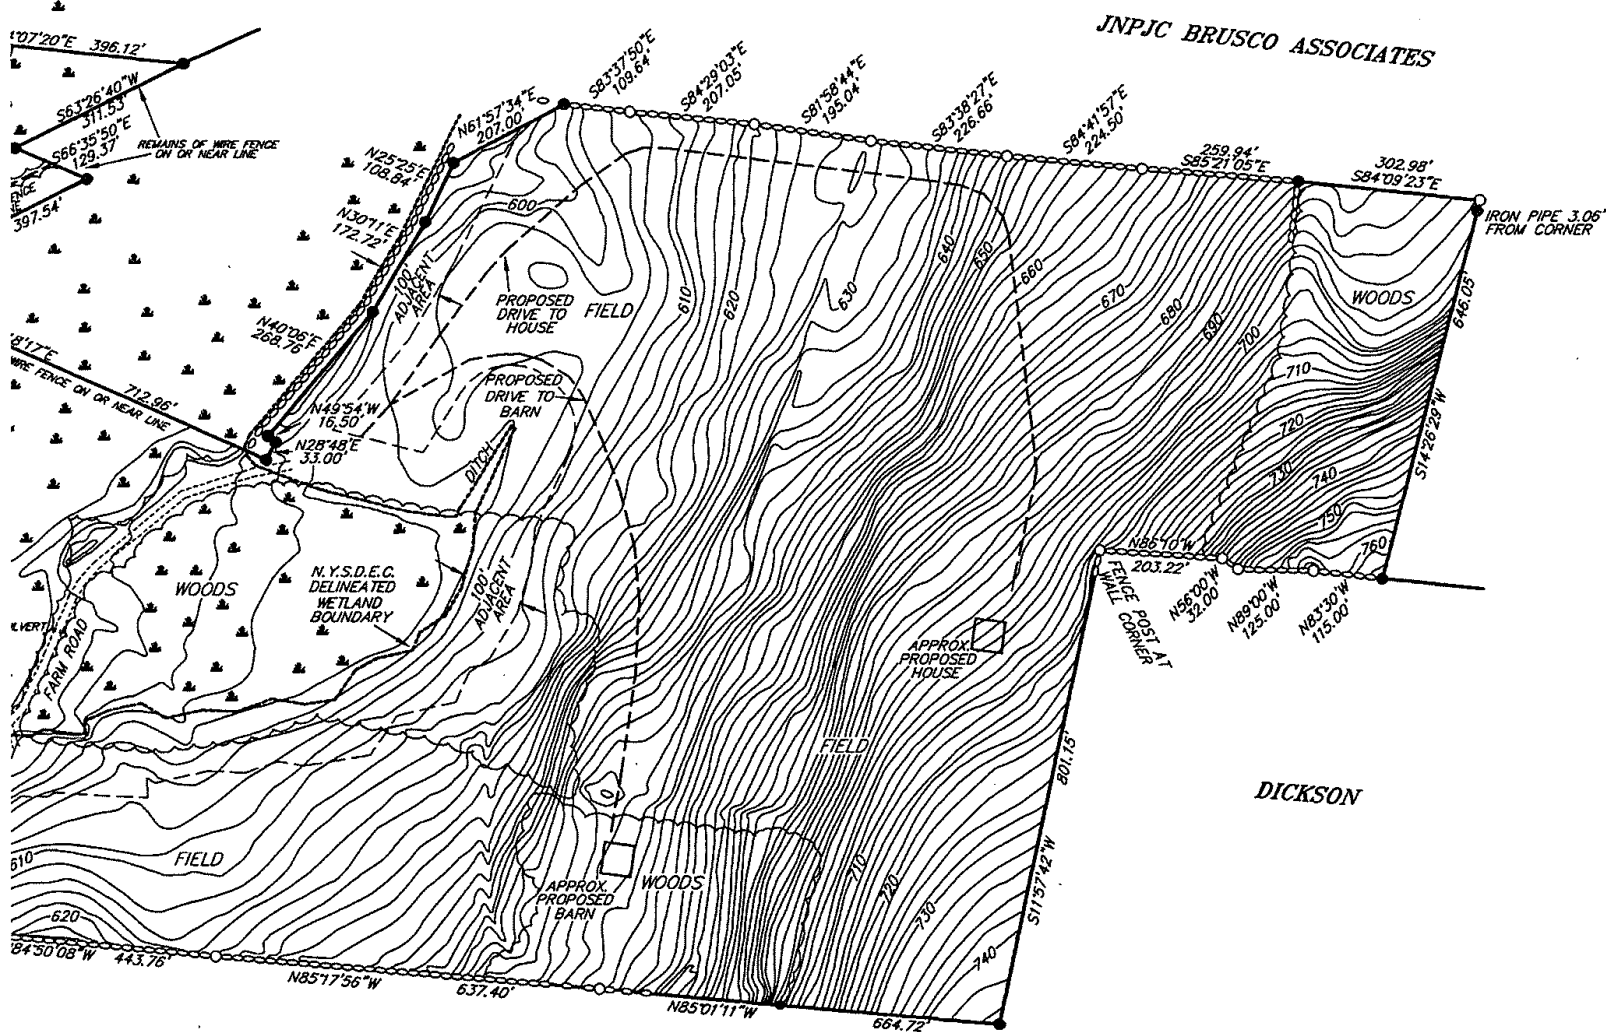 JNPJC BRUSCO ASSOCIATES
°07'20"E 396.12'
S63°26'40"W
311.53'
S66°35'50"E
129.37'
REMAINS OF WIRE FENCE
ON OR NEAR LINE
397.54'
N61°57'34"E
207.00'
S83°37'50"E
109.64'
S84°29'03"E
207.05'
S81°58'44"E
195.04'
S83°38'27"E
226.66'
S84°41'57"E
224.50'
259.94'
S85°21'05"E
302.98'
S84°09'23"E
IRON PIPE 3.06'
FROM CORNER
N25°25'E
108.84'
N30°11'E
172.72'
N40°06'E
268.76'
100'
ADJACENT
AREA
600
PROPOSED
DRIVE TO
HOUSE
FIELD
610
620
630
640
650
660
670
680
690
700
710
720
730
740
750
760
WOODS
646.05'
S14°26'29"W
8°17"E
WIRE FENCE ON OR NEAR LINE
712.96'
N49°54'W
16.50'
N28°48'E
33.00'
PROPOSED
DRIVE TO
BARN
DITCH
N86°10'W
203.22'
N56°00'W
32.00'
N89°00'W
125.00'
N83°30'W
115.00'
FENCE POST AT
WALL CORNER
WOODS
N.Y.S.D.E.C.
DELINEATED
WETLAND
BOUNDARY
100'
ADJACENT
AREA
LVERT
FARM ROAD
APPROX.
PROPOSED
HOUSE
FIELD
801.15'
S11°57'42"W
DICKSON
610
FIELD
620
APPROX.
PROPOSED
BARN
WOODS
710
720
730
740
84°50'08"W 443.76'
N85°17'56"W 637.40'
N85°01'11"W 664.72'